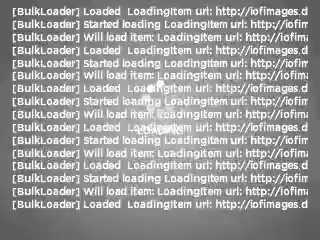 [BulkLoader] Loaded LoadingItem url: http://iofimages.d
[BulkLoader] Started loading LoadingItem url: http://iofir
[BulkLoader] Will load item: LoadingItem url: http://iofima
[BulkLoader] Loaded LoadingItem url: http://iofimages.d
[BulkLoader] Started loading LoadingItem url: http://iofir
[BulkLoader] Will load item: LoadingItem url: http://iofima
[BulkLoader] Loaded LoadingItem url: http://iofimages.d
[BulkLoader] Started loading LoadingItem url: http://iofim
[BulkLoader] Will load item: LoadingItem url: http://iofim
[BulkLoader] Loaded LoadingItem url: http://iofimages.d
[BulkLoader] Started loading LoadingItem url: http://iofir
[BulkLoader] Will load item: LoadingItem url: http://iofima
[BulkLoader] Loaded LoadingItem url: http://iofimages.d
[BulkLoader] Started loading LoadingItem url: http://iofir
[BulkLoader] Will load item: LoadingItem url: http://iofim
[BulkLoader] Loaded LoadingItem url: http://iofimages.d